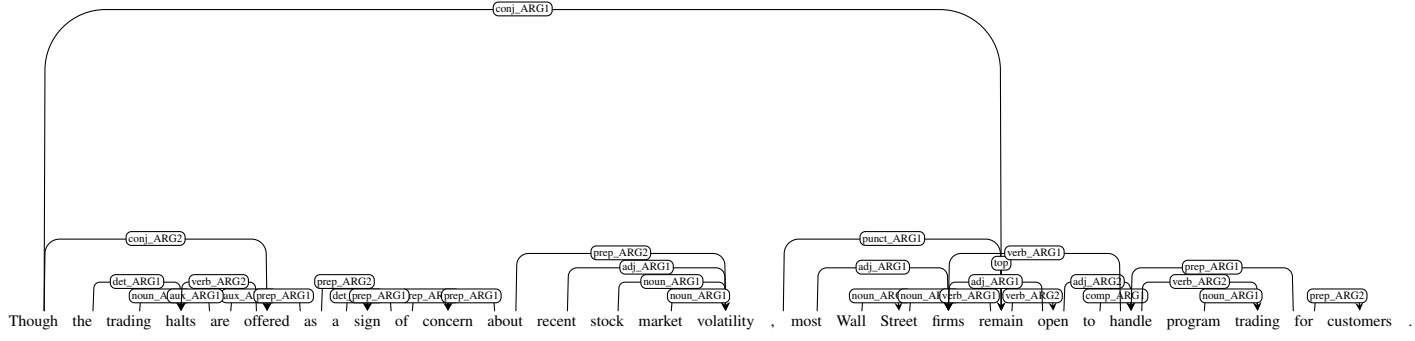 conj_ARG1
conj_ARG2 punct_ARG1
prep_ARG2 verb_ARG1
top
adj_ARG1 adj_ARG1 prep_ARG1
det_ARG1 verb_ARG2 prep_ARG2 noun_ARG1 adj_ARG1 adj_ARG2 verb_ARG2
aux_ARG1 prep_ARG1 prep_ARG1 prep_ARG1 noun_ARG1 verb_ARG1 verb_ARG2 comp_ARG1 noun_ARG1 prep_ARG2
Though the trading halts are offered as a sign of concern about recent stock market volatility , most Wall Street firms remain open to handle program trading for customers .